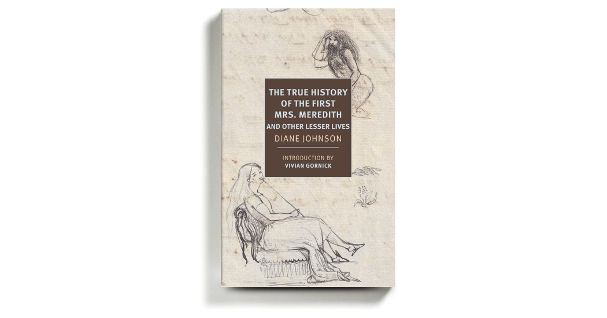 THE TRUE HISTORY
OF THE FIRST
MRS. MEREDITH
AND OTHER LESSER LIVES
DIANE JOHNSON
INTRODUCTION BY
VIVIAN GORNICK